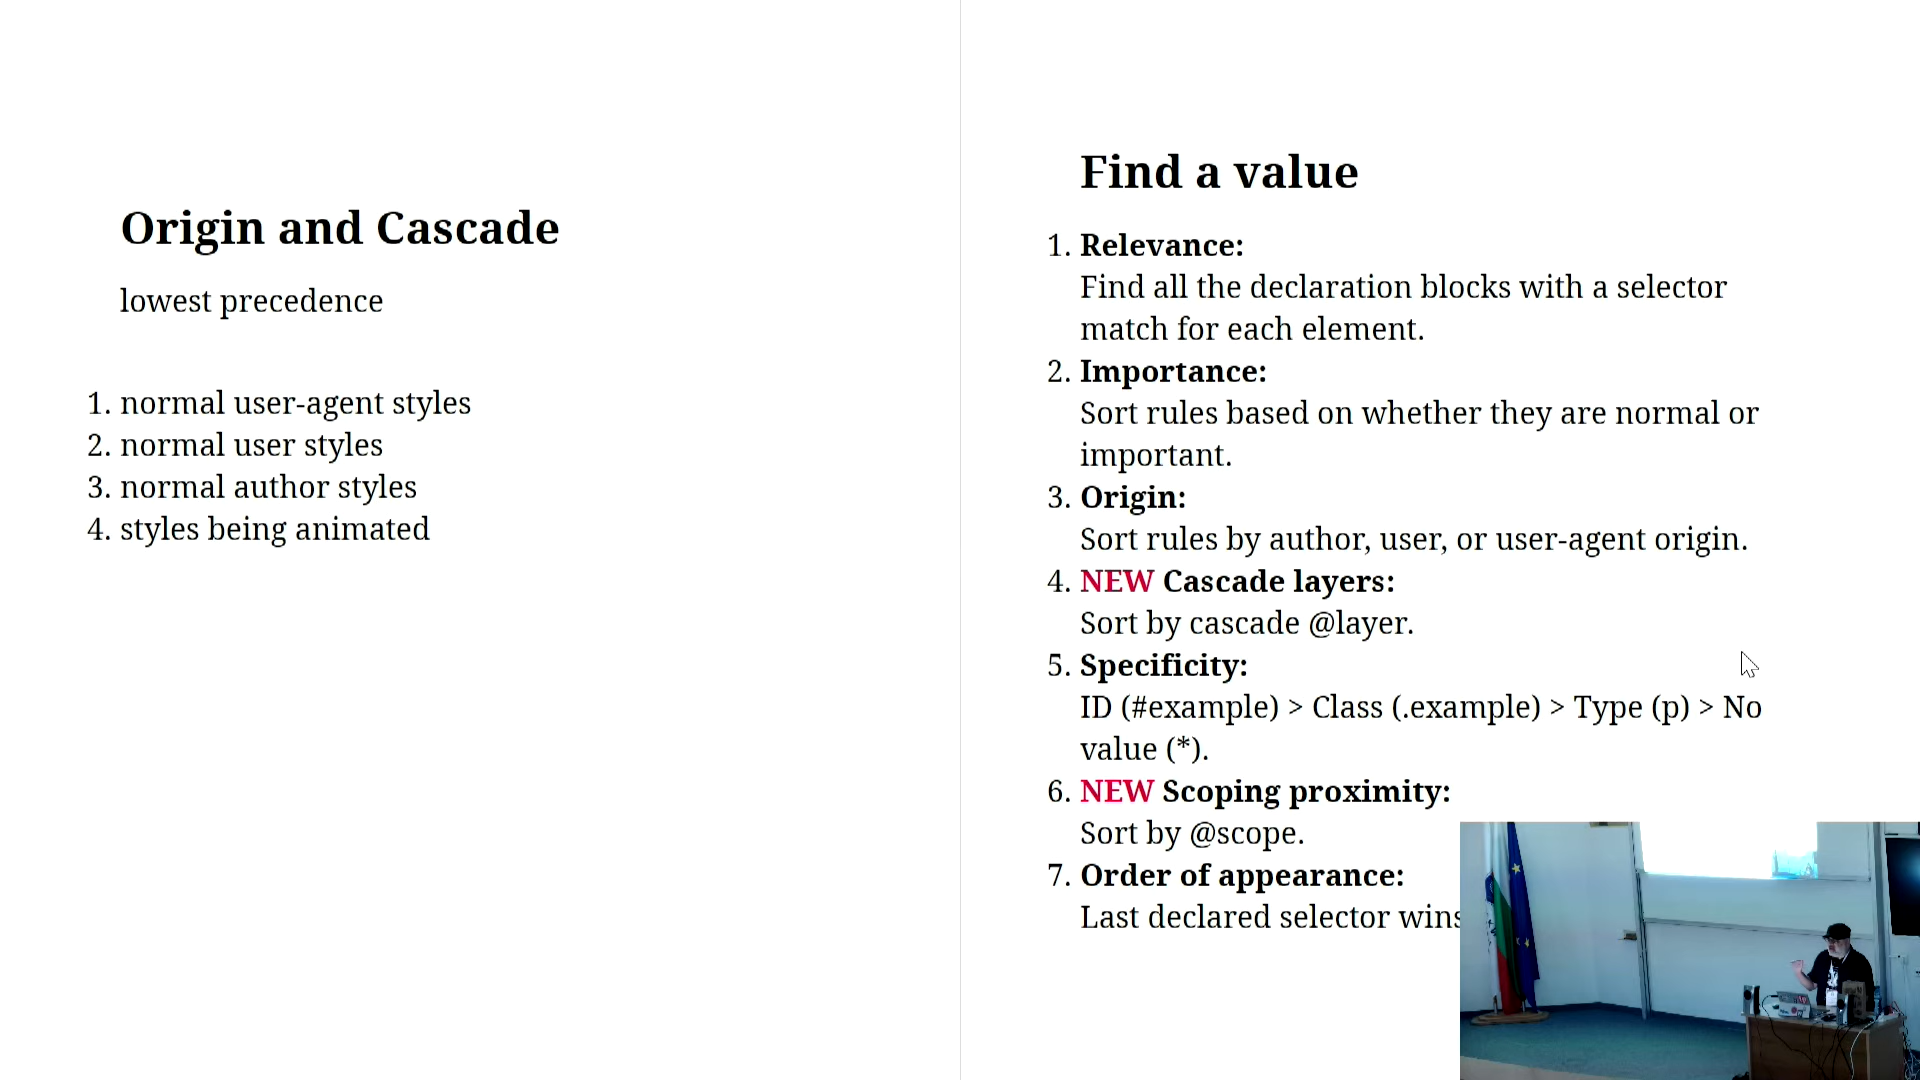 Origin and Cascade
lowest precedence
1. normal user-agent styles
2. normal user styles
3. normal author styles
4. styles being animated
Find a value
1. Relevance:
Find all the declaration blocks with a selector
match for each element.
2. Importance:
Sort rules based on whether they are normal or
important.
3. Origin:
Sort rules by author, user, or user-agent origin.
4. NEW Cascade layers:
Sort by cascade @layer.
5. Specificity:
ID (#example) > Class (.example) > Type (p) > No
value (*).
6. NEW Scoping proximity:
Sort by @scope.
7. Order of appearance:
Last declared selector wins